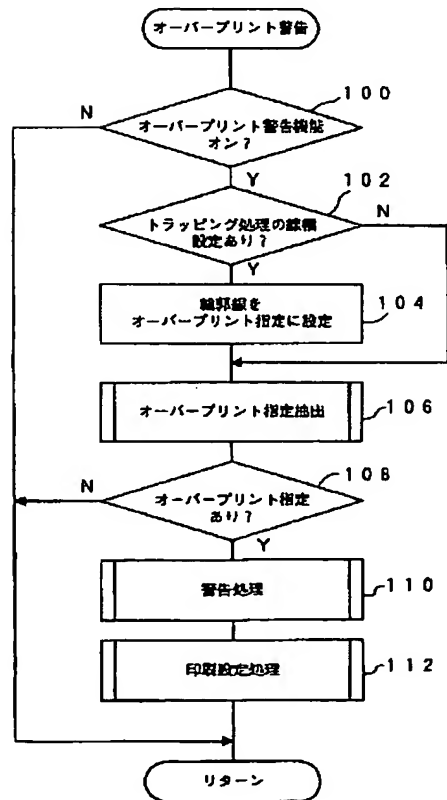 オーバープリント警告
100
N
オーバープリント警告機能
オン?
Y
102
トラッピング処理の線幅
設定あり?
N
Y
104
輪郭線を
オーバープリント指定に設定
オーバープリント指定抽出
106
108
N
オーバープリント指定
あり?
Y
警告処理
110
印刷設定処理
112
リターン